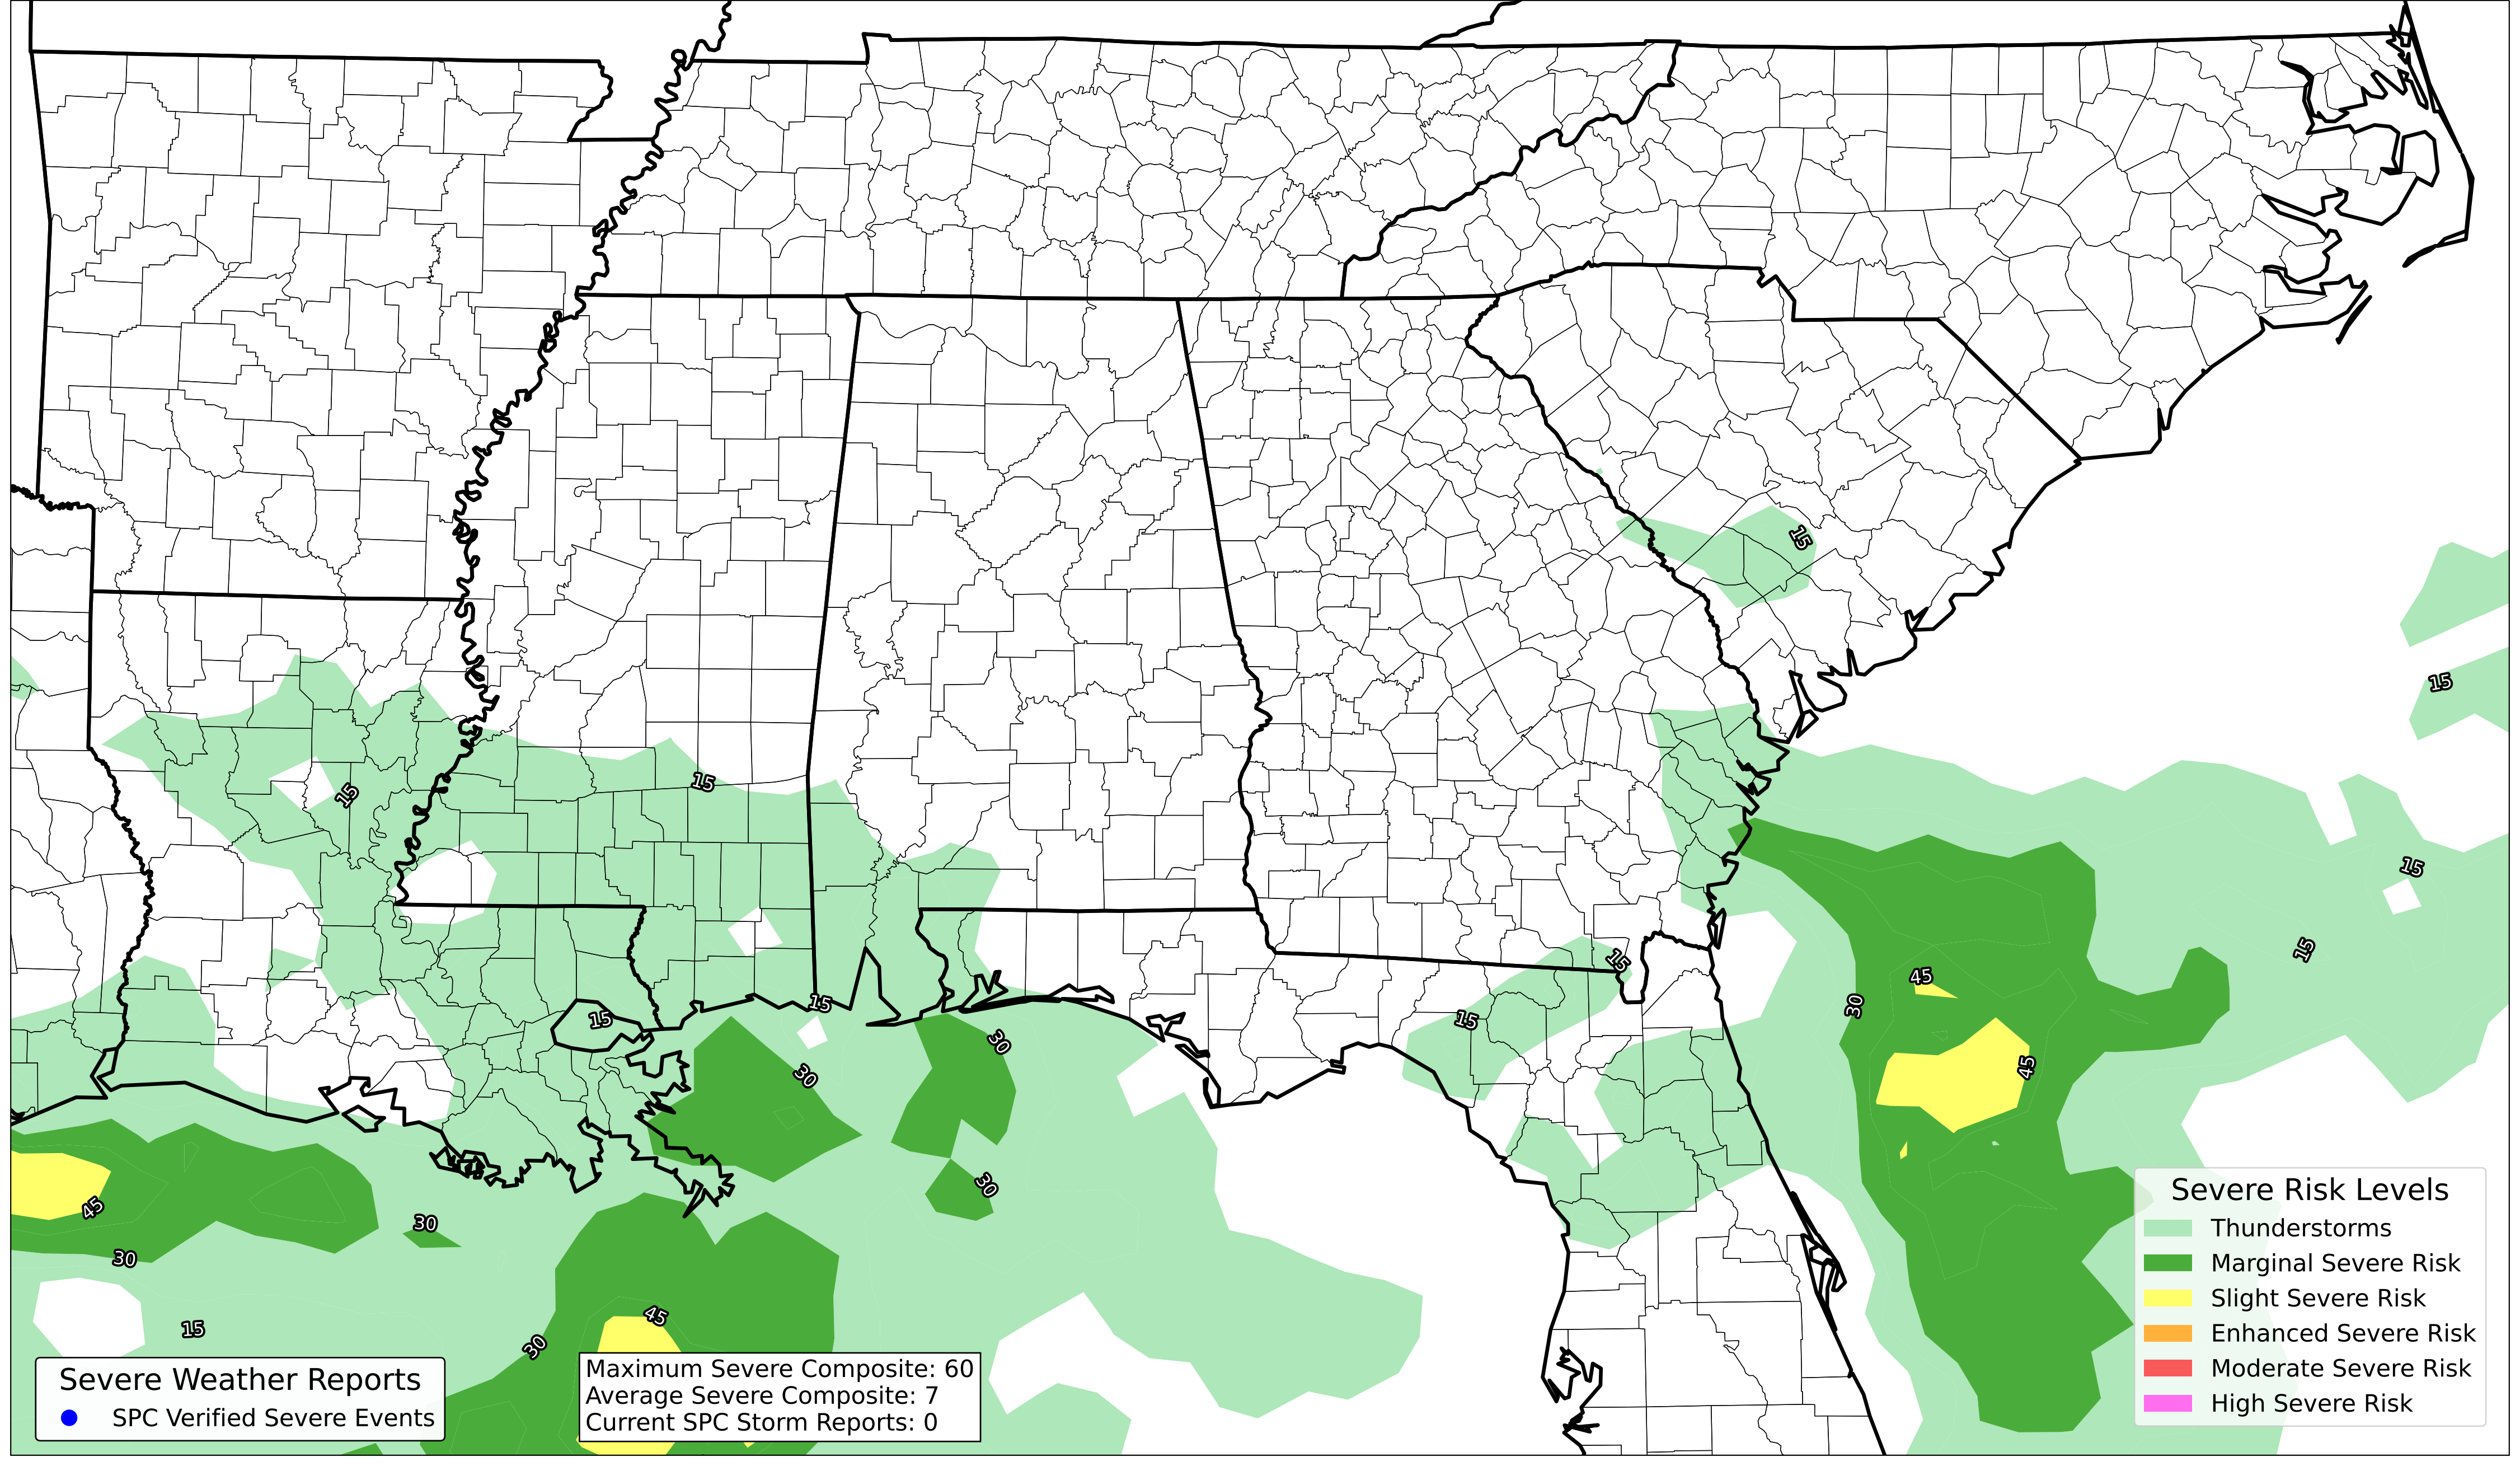 15
15
15
15
15
15
15
45
15
30
15
15
15
30
45
30
30
45
30
30
30
15
45
30
Severe Risk Levels
Thunderstorms
Marginal Severe Risk
Slight Severe Risk
Enhanced Severe Risk
Moderate Severe Risk
High Severe Risk
Severe Weather Reports
SPC Verified Severe Events
Maximum Severe Composite: 60
Average Severe Composite: 7
Current SPC Storm Reports: 0